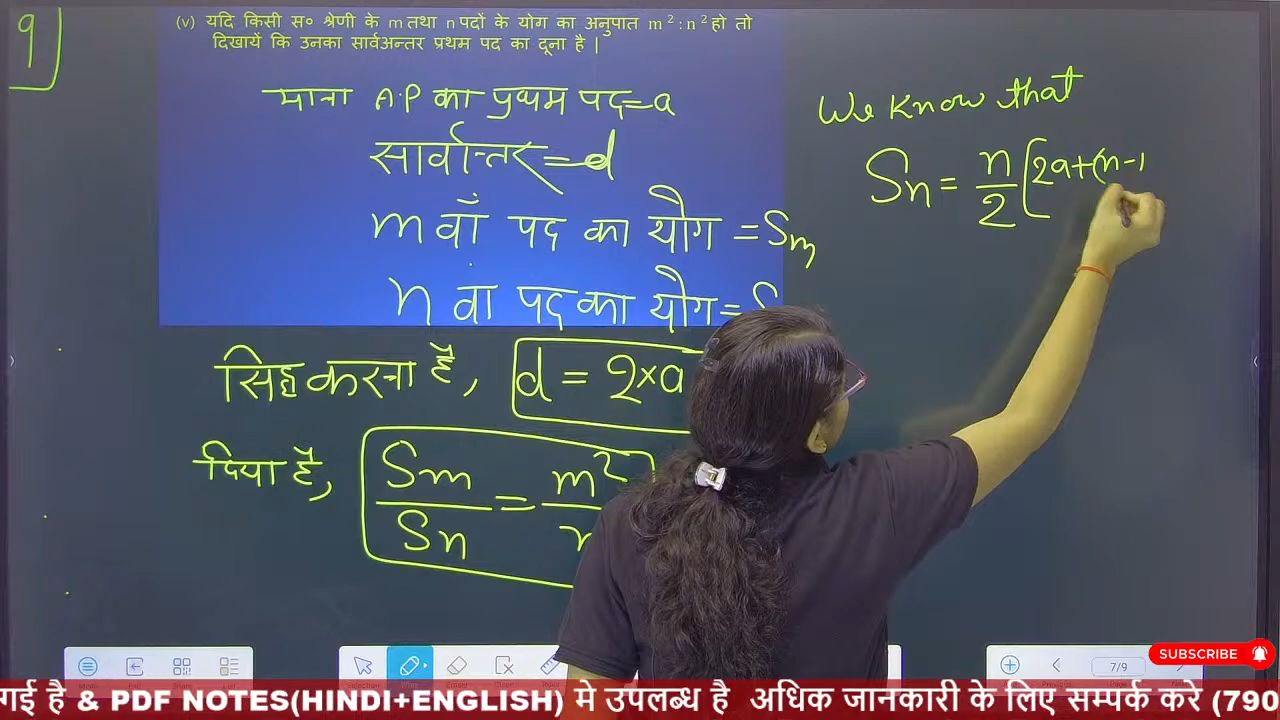 9
(v) यदि किसी स० श्रेणी के m तथा n पदों के योग का अनुपात m² : n² हो तो
दिखायें कि उनका सार्वअन्तर प्रथम पद का दूना है |
माना A.P का प्रथम पद = a
सार्वान्तर = d
m वाँ पद का योग = Sm
n वां पद का योग = S
सिद्ध करना है, d = 2×a
दिया है, Sm/Sn = m²/n
We know that
Sn = n/2 [2a+(n-1
7/9
SUBSCRIBE
गई है & PDF NOTES(HINDI+ENGLISH) मे उपलब्ध है अधिक जानकारी के लिए सम्पर्क करे (790